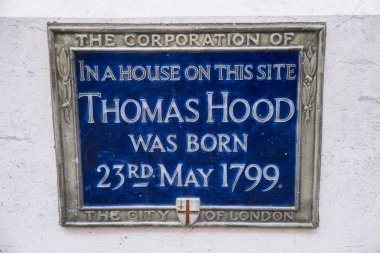 THE CORPORATION OF
IN A HOUSE ON THIS SITE
THOMAS HOOD
WAS BORN
23RD MAY 1799.
THE CITY OF LONDON